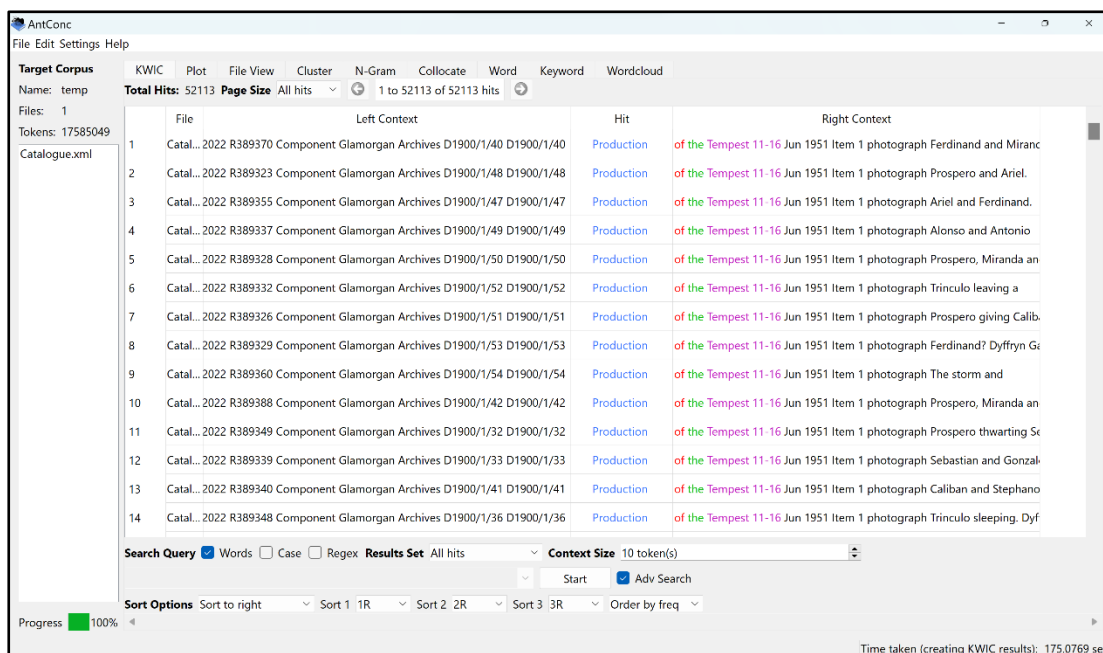 AntConc
File Edit Settings Help
Target Corpus
Name: temp
Files: 1
Tokens: 17585049
Catalogue.xml
KWIC Plot File View Cluster N-Gram Collocate Word Keyword Wordcloud
Total Hits: 52113 Page Size All hits 1 to 52113 of 52113 hits
File Left Context Hit Right Context
1 Catal... 2022 R389370 Component Glamorgan Archives D1900/1/40 D1900/1/40 Production of the Tempest 11-16 Jun 1951 Item 1 photograph Ferdinand and Miranc
2 Catal... 2022 R389323 Component Glamorgan Archives D1900/1/48 D1900/1/48 Production of the Tempest 11-16 Jun 1951 Item 1 photograph Prospero and Ariel.
3 Catal... 2022 R389355 Component Glamorgan Archives D1900/1/47 D1900/1/47 Production of the Tempest 11-16 Jun 1951 Item 1 photograph Ariel and Ferdinand.
4 Catal... 2022 R389337 Component Glamorgan Archives D1900/1/49 D1900/1/49 Production of the Tempest 11-16 Jun 1951 Item 1 photograph Alonso and Antonio
5 Catal... 2022 R389328 Component Glamorgan Archives D1900/1/50 D1900/1/50 Production of the Tempest 11-16 Jun 1951 Item 1 photograph Prospero, Miranda an
6 Catal... 2022 R389332 Component Glamorgan Archives D1900/1/52 D1900/1/52 Production of the Tempest 11-16 Jun 1951 Item 1 photograph Trinculo leaving a
7 Catal... 2022 R389326 Component Glamorgan Archives D1900/1/51 D1900/1/51 Production of the Tempest 11-16 Jun 1951 Item 1 photograph Prospero giving Calib
8 Catal... 2022 R389329 Component Glamorgan Archives D1900/1/53 D1900/1/53 Production of the Tempest 11-16 Jun 1951 Item 1 photograph Ferdinand? Dyffryn Ga
9 Catal... 2022 R389360 Component Glamorgan Archives D1900/1/54 D1900/1/54 Production of the Tempest 11-16 Jun 1951 Item 1 photograph The storm and
10 Catal... 2022 R389388 Component Glamorgan Archives D1900/1/42 D1900/1/42 Production of the Tempest 11-16 Jun 1951 Item 1 photograph Prospero, Miranda an
11 Catal... 2022 R389349 Component Glamorgan Archives D1900/1/32 D1900/1/32 Production of the Tempest 11-16 Jun 1951 Item 1 photograph Prospero thwarting Se
12 Catal... 2022 R389339 Component Glamorgan Archives D1900/1/33 D1900/1/33 Production of the Tempest 11-16 Jun 1951 Item 1 photograph Sebastian and Gonzal
13 Catal... 2022 R389340 Component Glamorgan Archives D1900/1/41 D1900/1/41 Production of the Tempest 11-16 Jun 1951 Item 1 photograph Caliban and Stephano
14 Catal... 2022 R389348 Component Glamorgan Archives D1900/1/36 D1900/1/36 Production of the Tempest 11-16 Jun 1951 Item 1 photograph Trinculo sleeping. Dyf
Search Query Words Case Regex Results Set All hits Context Size 10 token(s)
Start Adv Search
Sort Options Sort to right Sort 1 1R Sort 2 2R Sort 3 3R Order by freq
Progress 100%
Time taken (creating KWIC results): 175.0769 se